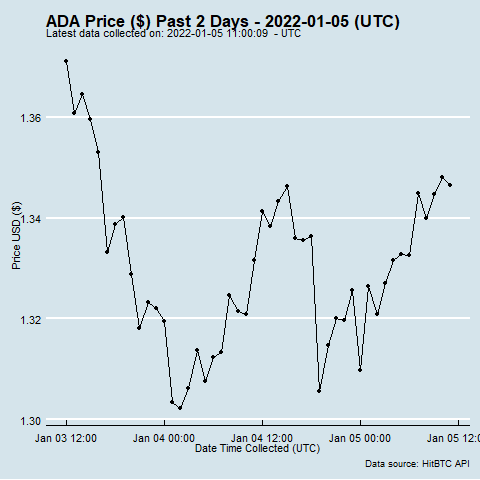 ADA Price ($) Past 2 Days - 2022-01-05 (UTC)
Latest data collected on: 2022-01-05 11:00:09 - UTC
1.36
1.34
1.32
1.30
Price USD ($)
Jan 03 12:00 Jan 04 00:00 Jan 04 12:00 Jan 05 00:00 Jan 05 12:00
Date Time Collected (UTC)
Data source: HitBTC API